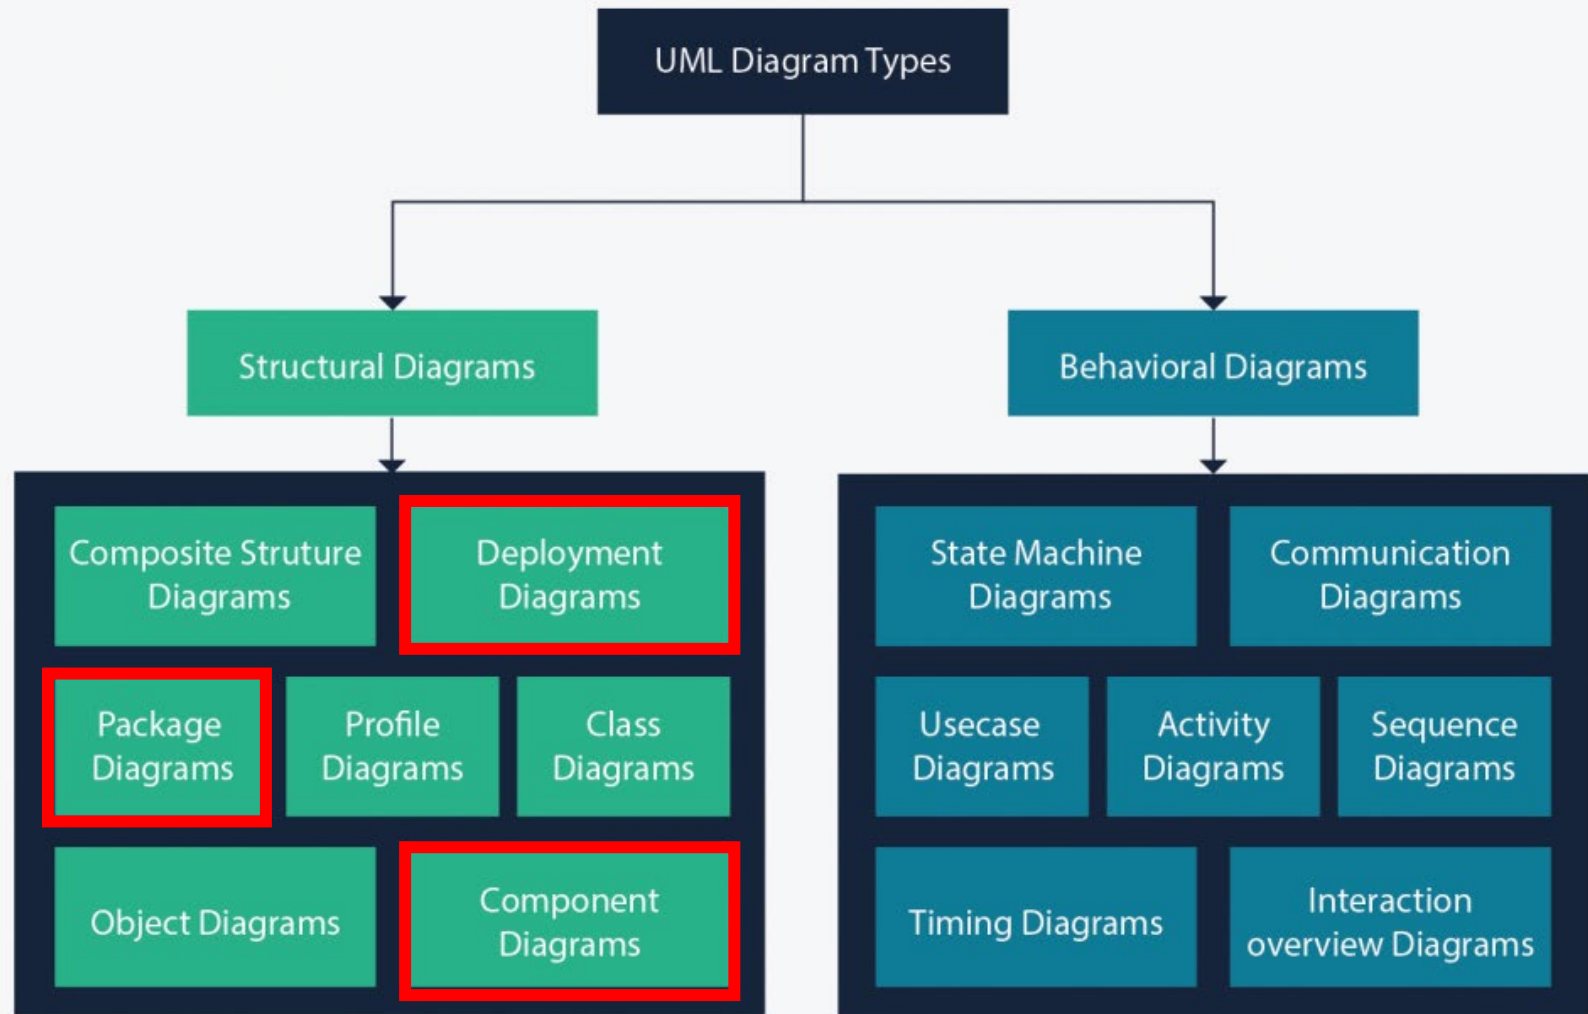 UML Diagram Types
Structural Diagrams
Behavioral Diagrams
Composite Struture
Diagrams
Deployment
Diagrams
Package
Diagrams
Profile
Diagrams
Class
Diagrams
Object Diagrams
Component
Diagrams
State Machine
Diagrams
Communication
Diagrams
Usecase
Diagrams
Activity
Diagrams
Sequence
Diagrams
Timing Diagrams
Interaction
overview Diagrams